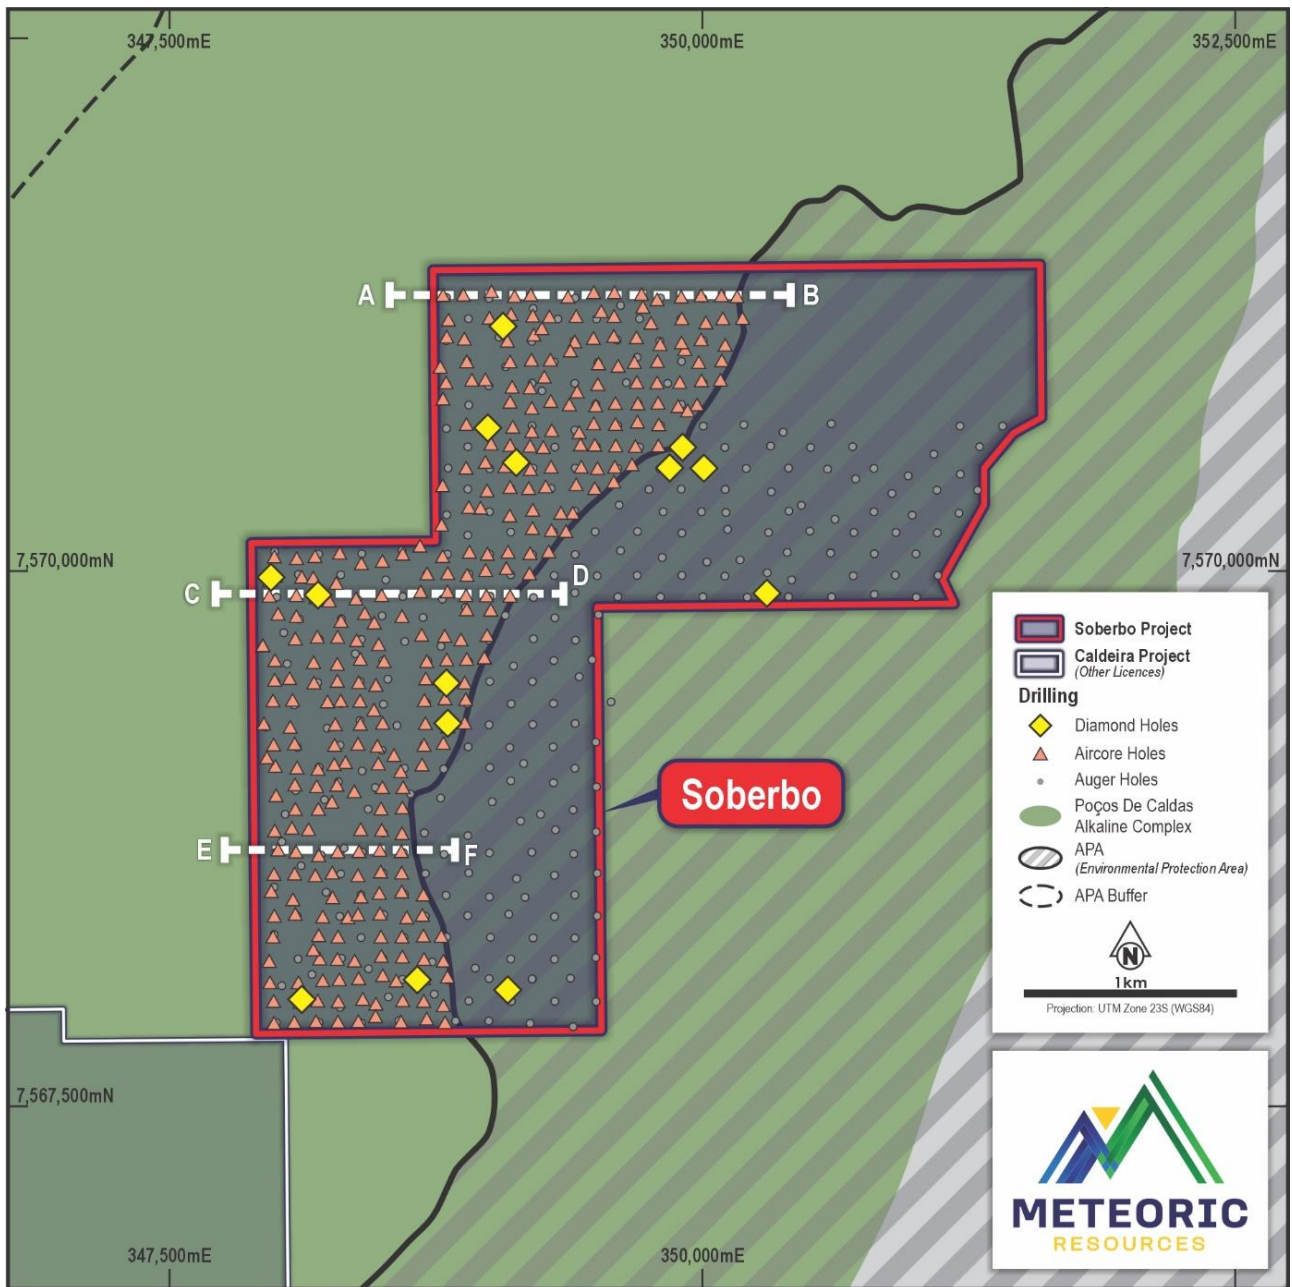 347,500mE
350,000mE
352,500mE
A
B
7,570,000mN
7,570,000mN
C
D
Soberbo Project
Caldeira Project
(Other Licences)
Drilling
Diamond Holes
Aircore Holes
Auger Holes
Poços De Caldas
Alkaline Complex
APA
(Environmental Protection Area)
APA Buffer
N
1km
Projection: UTM Zone 23S (WGS84)
Soberbo
E
F
7,567,500mN
METEORIC
RESOURCES
347,500mE
350,000mE